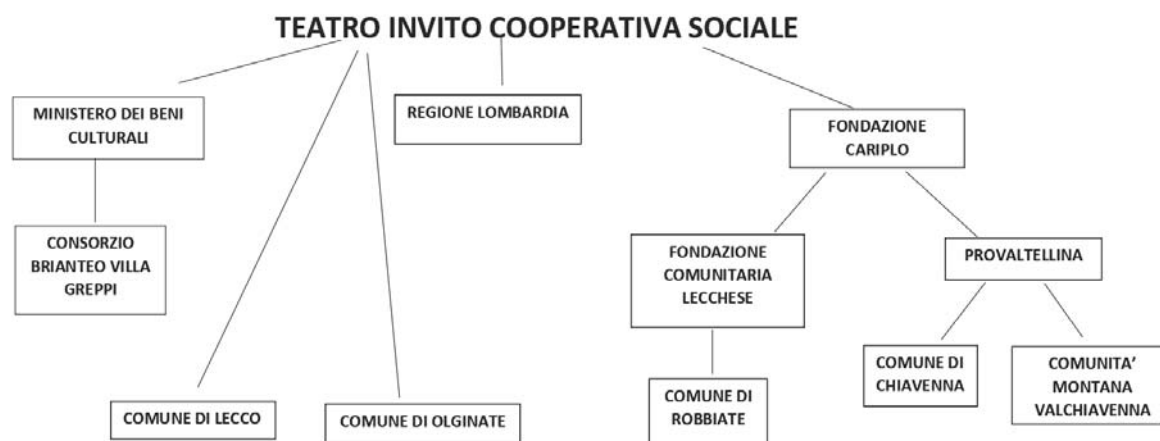 TEATRO INVITO COOPERATIVA SOCIALE
MINISTERO DEI BENI
CULTURALI
REGIONE LOMBARDIA
FONDAZIONE
CARIPLO
CONSORZIO
BRIANTEO VILLA
GREPPI
FONDAZIONE
COMUNITARIA
LECCHESE
PROVALTELLINA
COMUNE DI LECCO
COMUNE DI OLGINATE
COMUNE DI
ROBBIATE
COMUNE DI
CHIAVENNA
COMUNITA’
MONTANA
VALCHIAVENNA